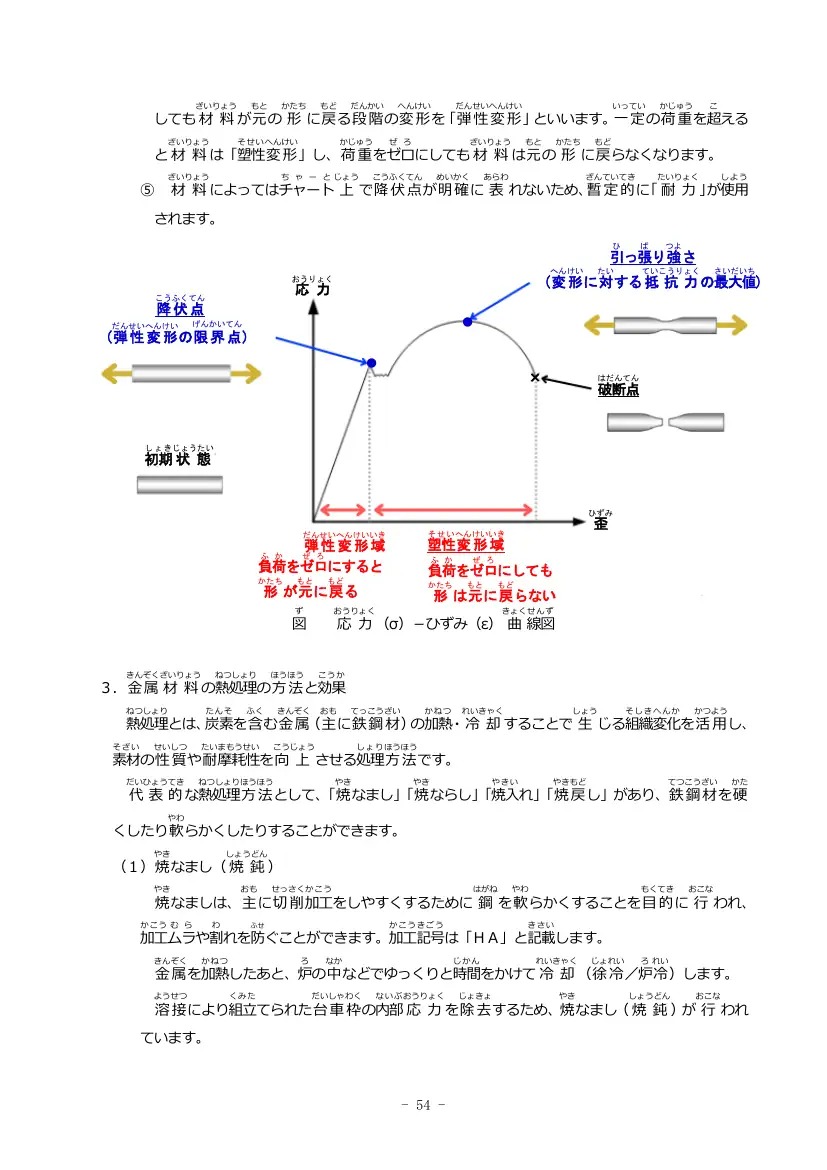 しても材料が元の形に戻る段階の変形を「弾性変形」といいます。一定の荷重を超える
と材料は「塑性変形」し、荷重をゼロにしても材料は元の形に戻らなくなります。
⑤ 材料によってはチャート上で降伏点が明確に表れないため、暫定的に「耐力」が使用
されます。
引っ張り強さ
（変形に対する抵抗力の最大値）
応力
降伏点
（弾性変形の限界点）
破断点
初期状態
歪
弾性変形域
負荷をゼロにすると
形が元に戻る
塑性変形域
負荷をゼロにしても
形は元に戻らない
図 応力（σ）－ひずみ（ε）曲線図
3．金属材料の熱処理の方法と効果
熱処理とは、炭素を含む金属（主に鉄鋼材）の加熱・冷却することで生じる組織変化を活用し、
素材の性質や耐摩耗性を向上させる処理方法です。
代表的な熱処理方法として、「焼なまし」「焼ならし」「焼入れ」「焼戻し」があり、鉄鋼材を硬
くしたり軟らかくしたりすることができます。
（1）焼なまし（焼鈍）
焼なましは、主に切削加工をしやすくするために鋼を軟らかくすることを目的に行われ、
加工ムラや割れを防ぐことができます。加工記号は「HA」と記載します。
金属を加熱したあと、炉の中などでゆっくりと時間をかけて冷却（徐冷／炉冷）します。
溶接により組立てられた台車枠の内部応力を除去するため、焼なまし（焼鈍）が行われ
ています。
- 54 -